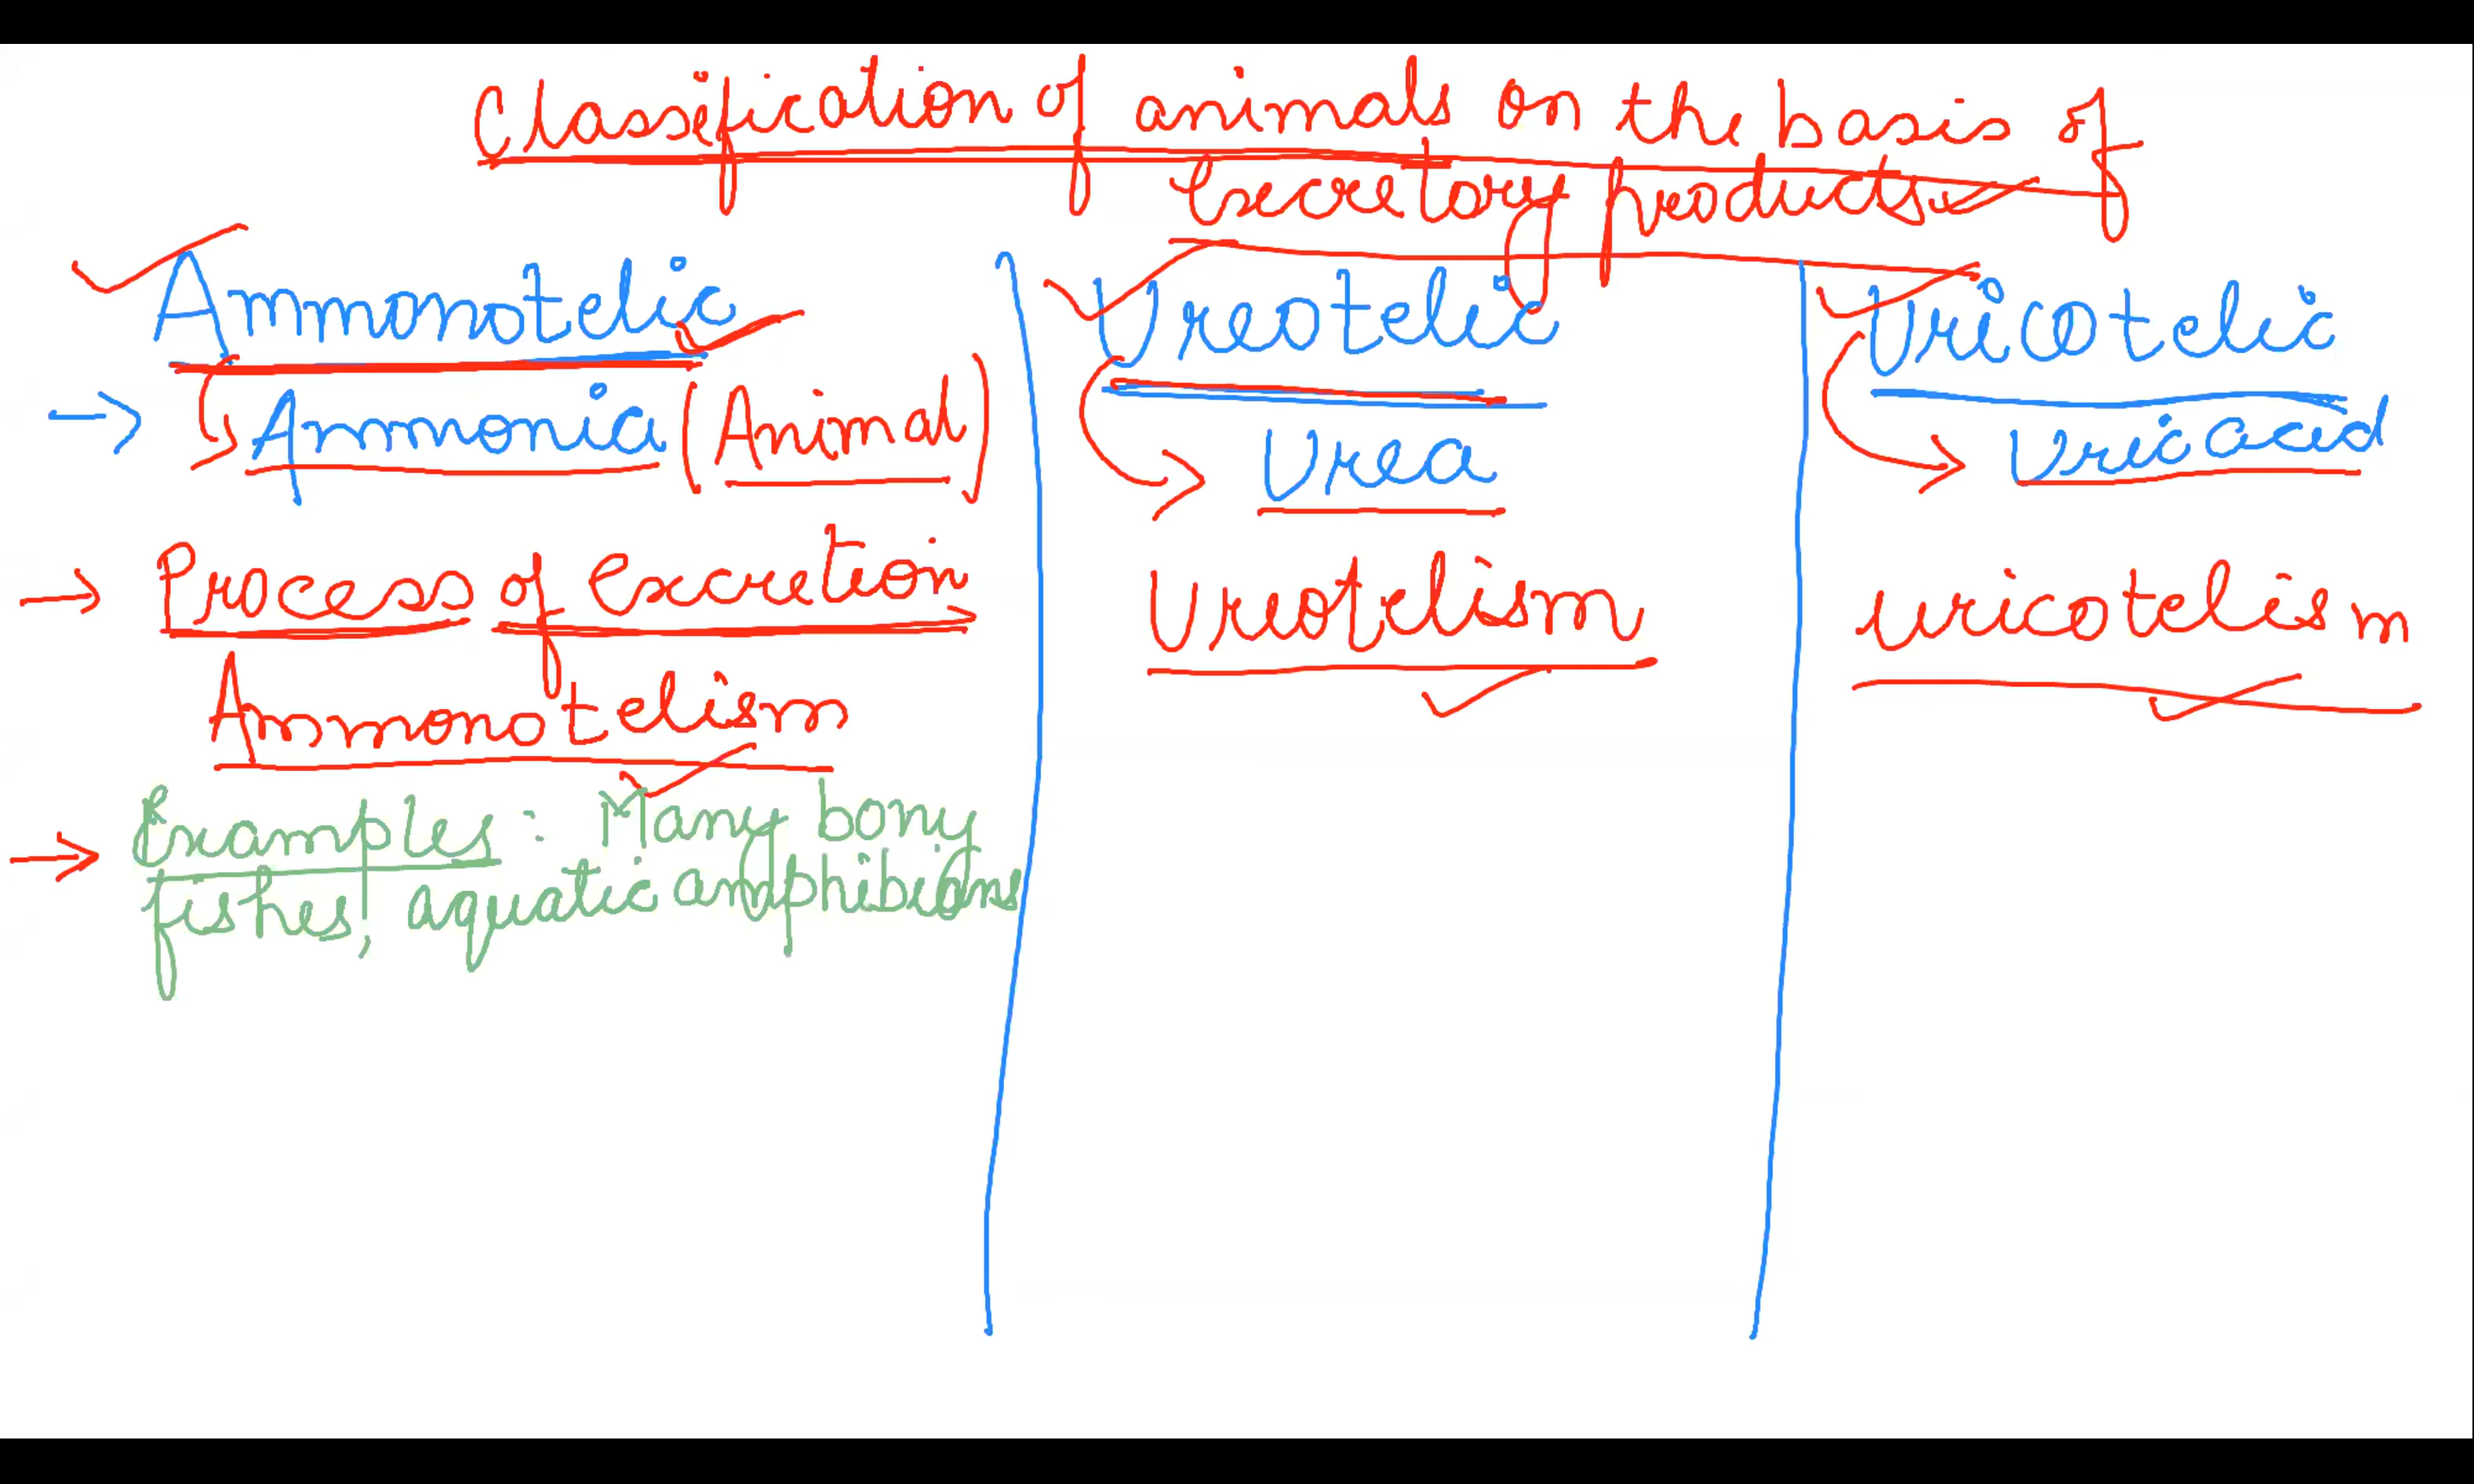 Classification of animals on the basis of
Excretory products
Ammonotelic
→ Ammonia (Animal)
→ Process of excretion
Ammonotelism
→ Examples: Many bony
fishes, aquatic amphibians
Ureotelic
Urea
Ureotelism
Uricotelic
Uric acid
uricotelism